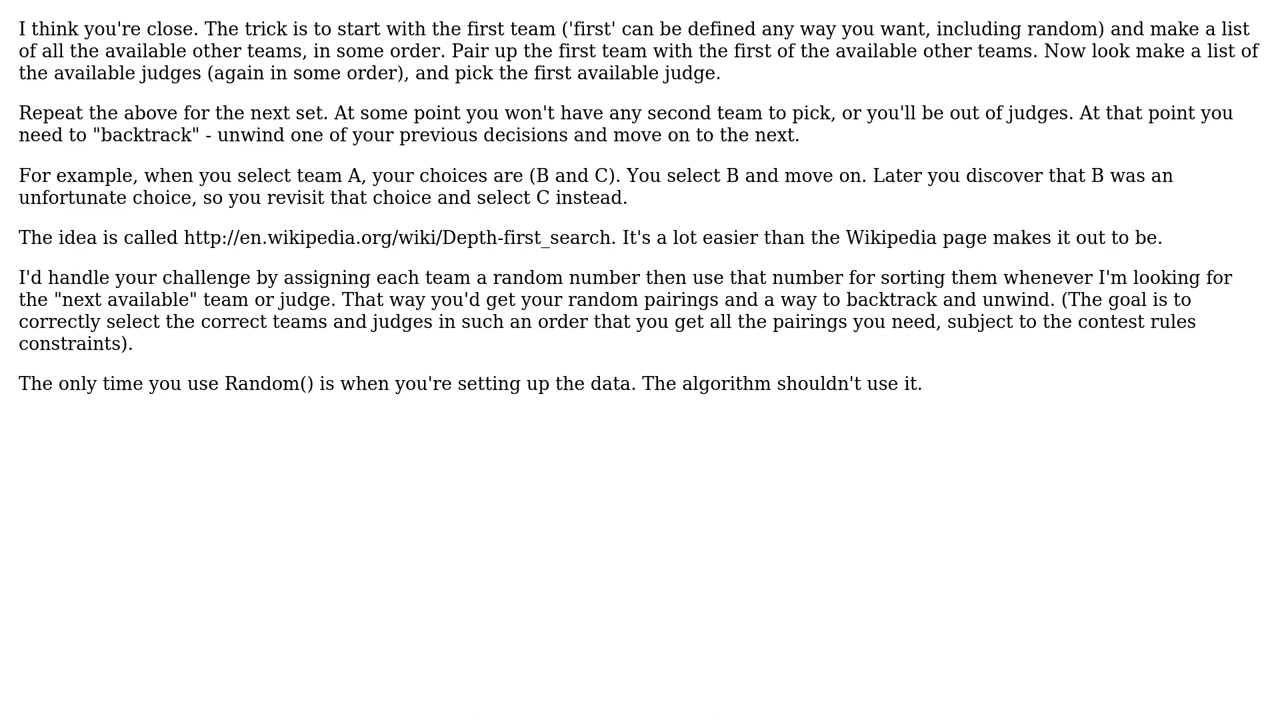 I think you're close. The trick is to start with the first team ('first' can be defined any way you want, including random) and make a list
of all the available other teams, in some order. Pair up the first team with the first of the available other teams. Now look make a list of
the available judges (again in some order), and pick the first available judge.
Repeat the above for the next set. At some point you won't have any second team to pick, or you'll be out of judges. At that point you
need to "backtrack" - unwind one of your previous decisions and move on to the next.
For example, when you select team A, your choices are (B and C). You select B and move on. Later you discover that B was an
unfortunate choice, so you revisit that choice and select C instead.
The idea is called http://en.wikipedia.org/wiki/Depth-first_search. It's a lot easier than the Wikipedia page makes it out to be.
I'd handle your challenge by assigning each team a random number then use that number for sorting them whenever I'm looking for
the "next available" team or judge. That way you'd get your random pairings and a way to backtrack and unwind. (The goal is to
correctly select the correct teams and judges in such an order that you get all the pairings you need, subject to the contest rules
constraints).
The only time you use Random() is when you're setting up the data. The algorithm shouldn't use it.